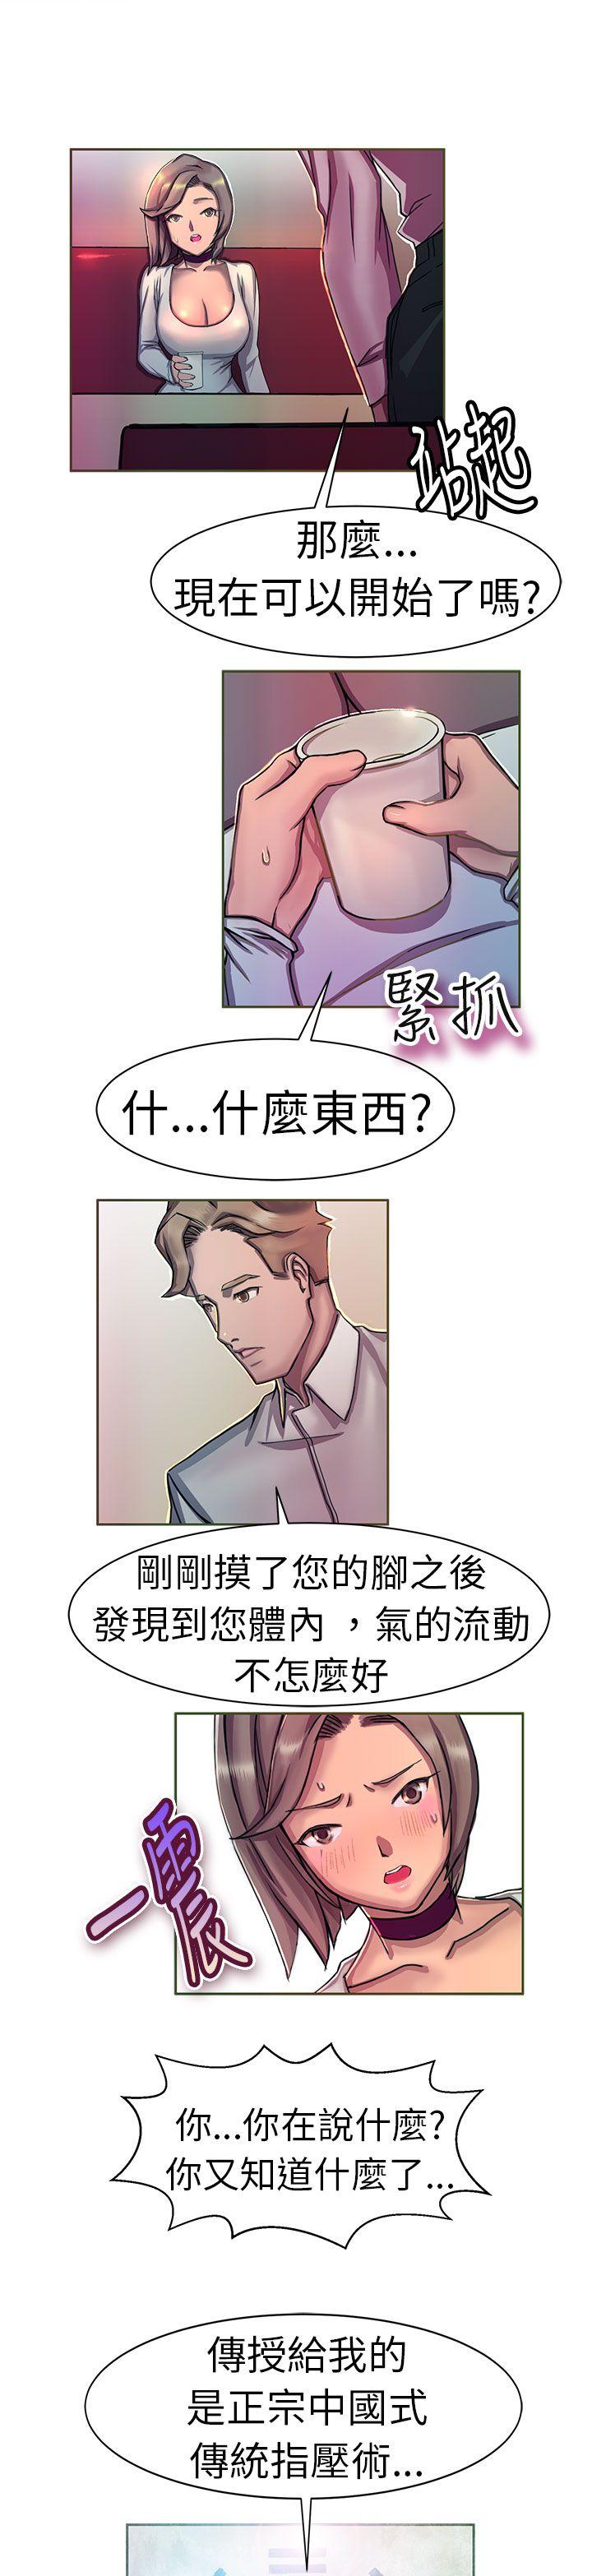 站起
那麼...
現在可以開始了嗎?
緊抓
什...什麼東西?
剛剛摸了您的腳之後
發現到您體內，氣的流動
不怎麼好
一震
你...你在說什麼?
你又知道什麼了...
傳授給我的
是正宗中國式
傳統指壓術...